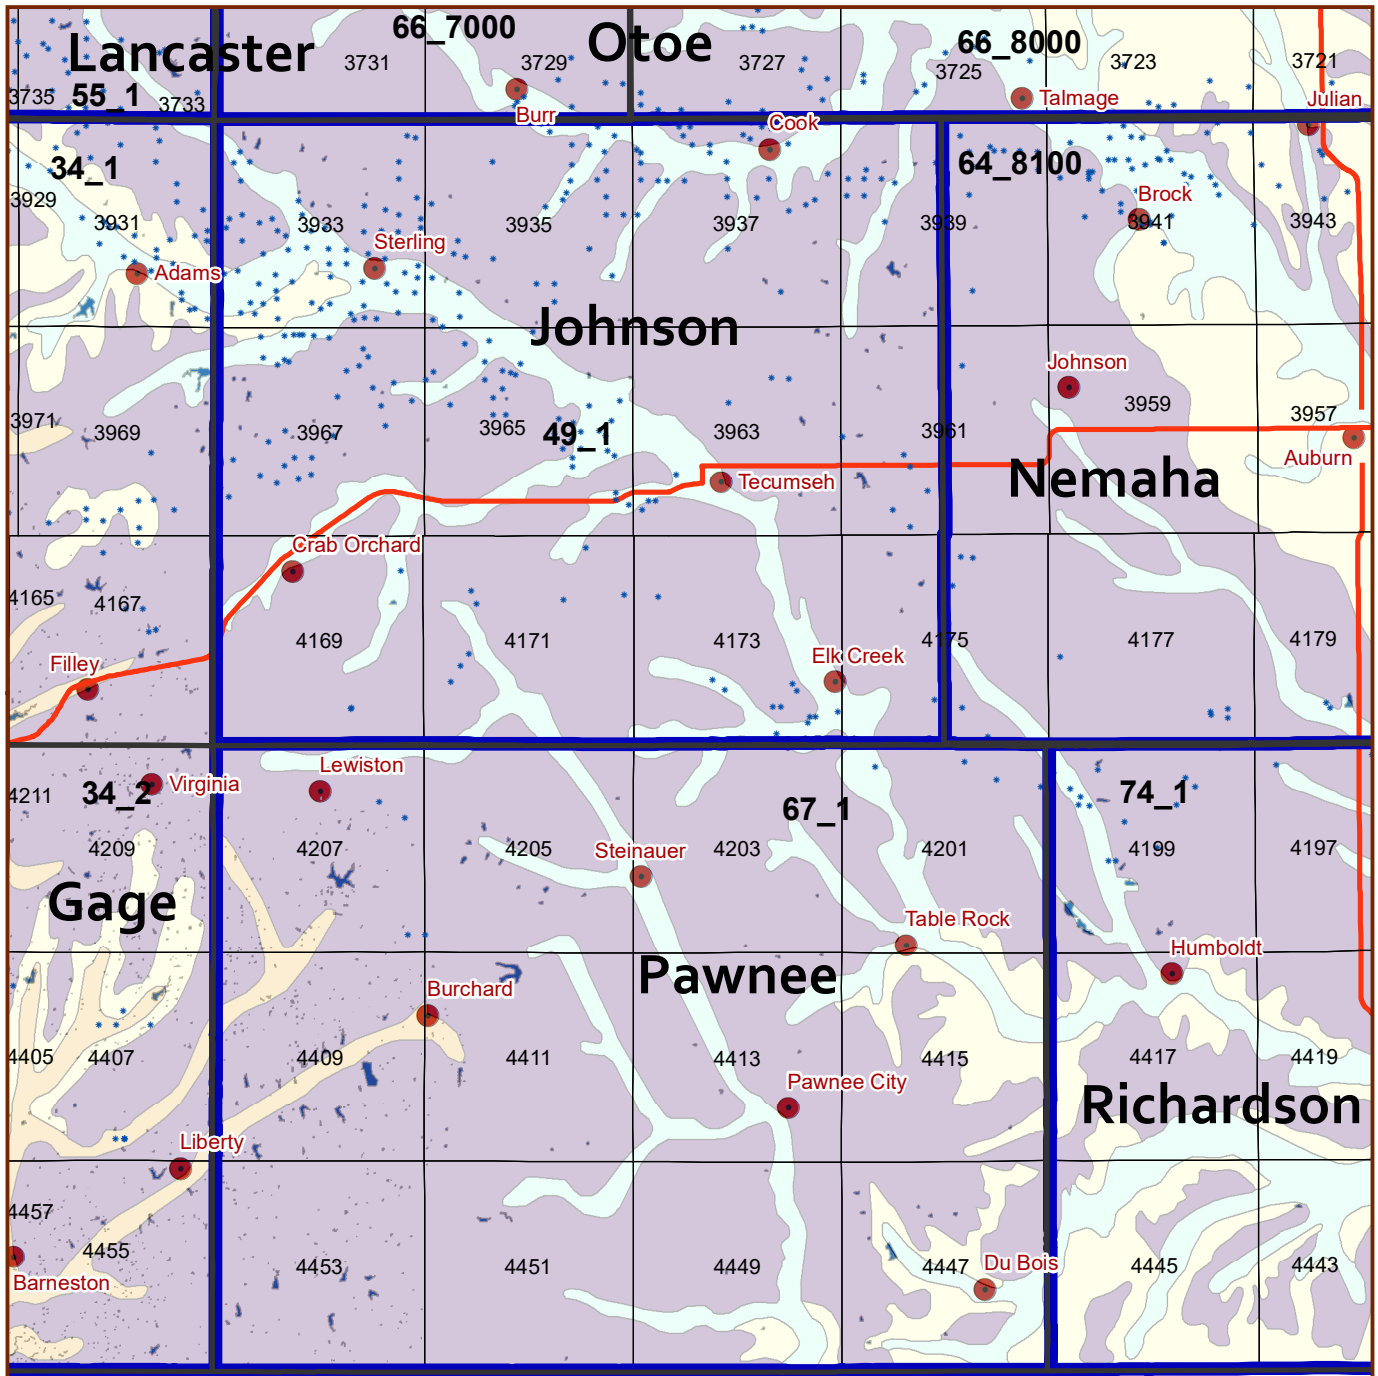 66_7000
Otoe
66_8000
Lancaster
3731
3729
3727
3725
3723
3721
3735
55_1
3733
Burr
Talmage
Julian
Cook
34_1
64_8100
3929
3931
3933
3935
3937
3939
Brock
3941
3943
Sterling
Adams
Johnson
Johnson
3971
3969
3967
3965
49_1
3963
3961
3959
3957
Auburn
Nemaha
Tecumseh
Crab Orchard
4165
4167
4169
4171
4173
4175
4177
4179
Filley
Elk Creek
Lewiston
Virginia
4211
34_2
67_1
74_1
4209
4207
4205
Steinauer
4203
4201
4199
4197
Gage
Table Rock
Humboldt
Pawnee
Burchard
4405
4407
4409
4411
4413
4415
4417
4419
Pawnee City
Richardson
Liberty
4457
4455
4453
4451
4449
4447
Du Bois
4445
4443
Barneston